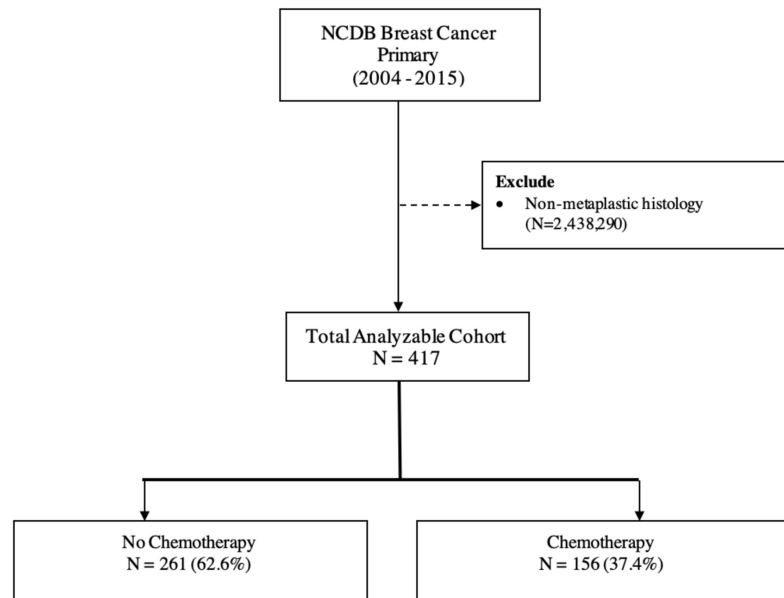 NCDB Breast Cancer
Primary
(2004 - 2015)
Exclude
• Non-metaplastic histology
(N=2,438,290)
Total Analyzable Cohort
N = 417
No Chemotherapy
N = 261 (62.6%)
Chemotherapy
N = 156 (37.4%)